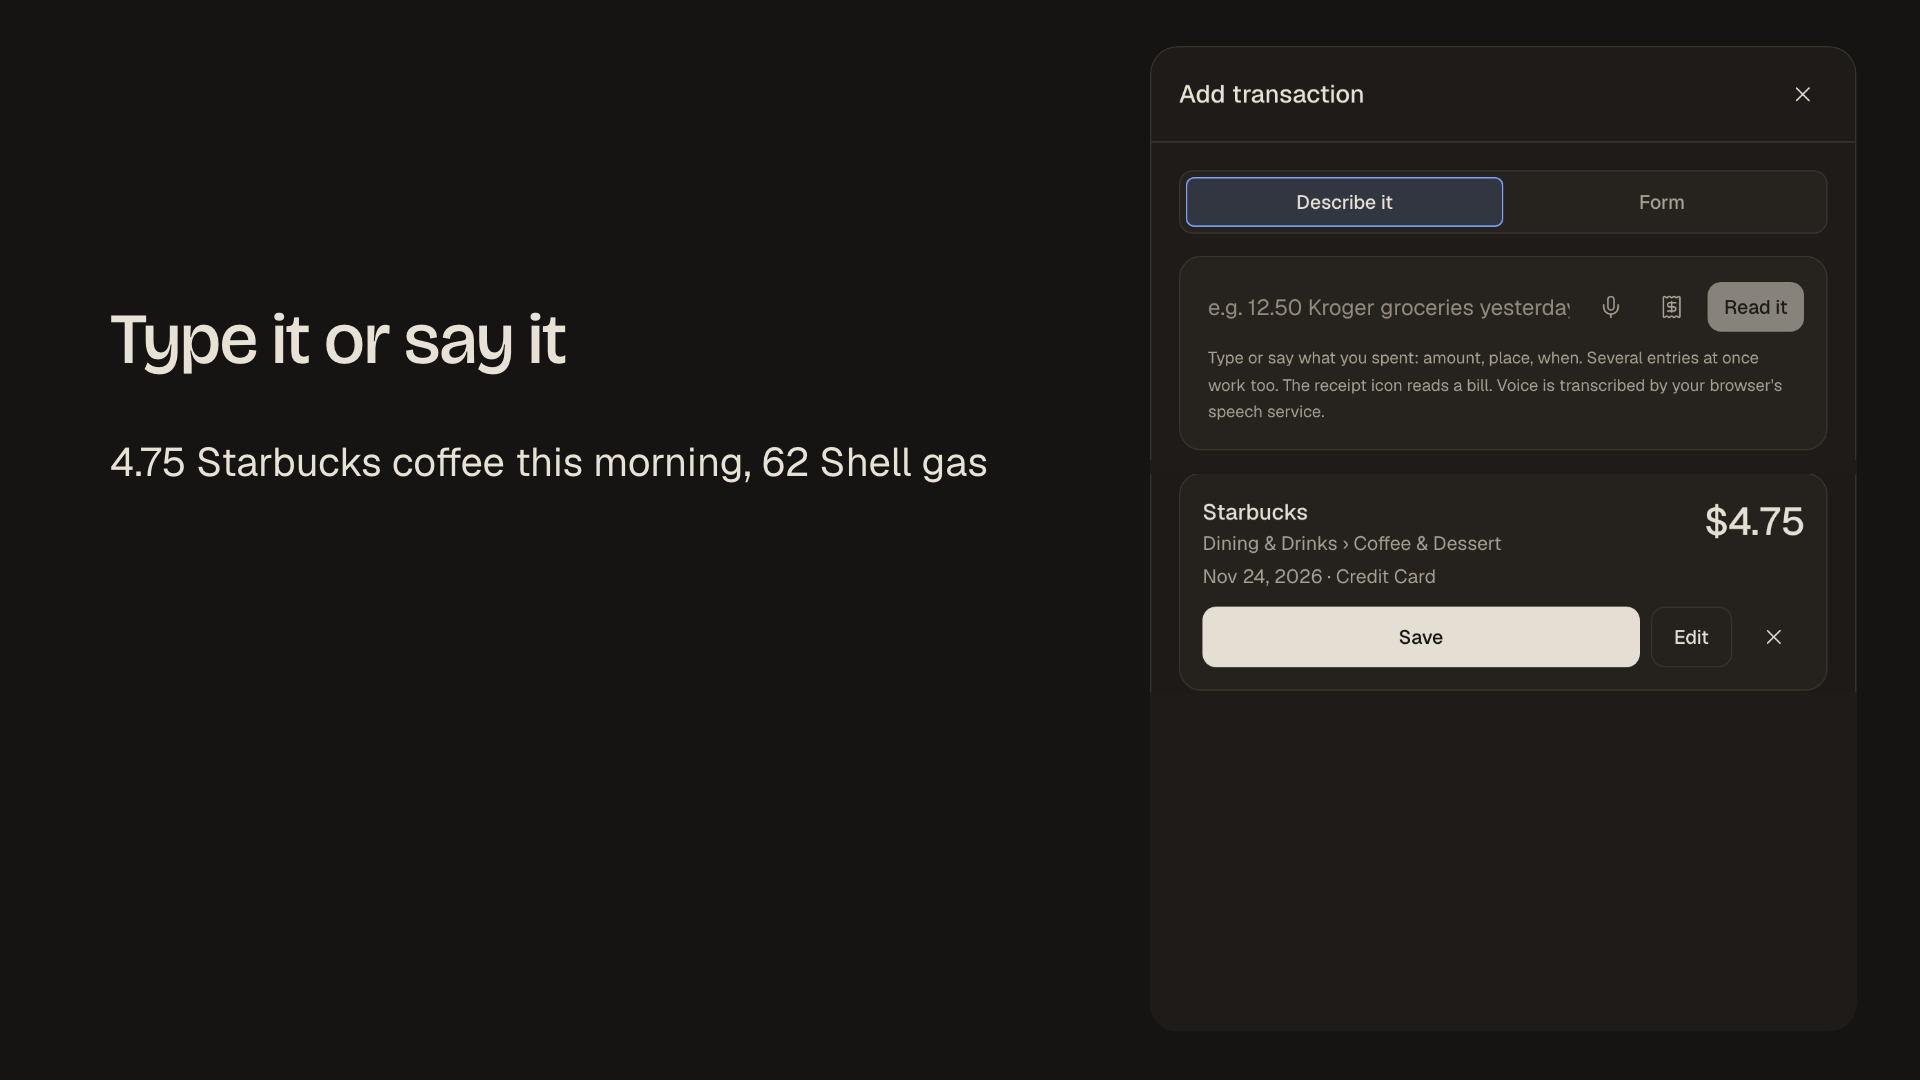 Type it or say it
4.75 Starbucks coffee this morning, 62 Shell gas
Add transaction
Describe it
Form
e.g. 12.50 Kroger groceries yesterday
Read it
Type or say what you spent: amount, place, when. Several entries at once
work too. The receipt icon reads a bill. Voice is transcribed by your browser's
speech service.
Starbucks
$4.75
Dining & Drinks › Coffee & Dessert
Nov 24, 2026 · Credit Card
Save
Edit